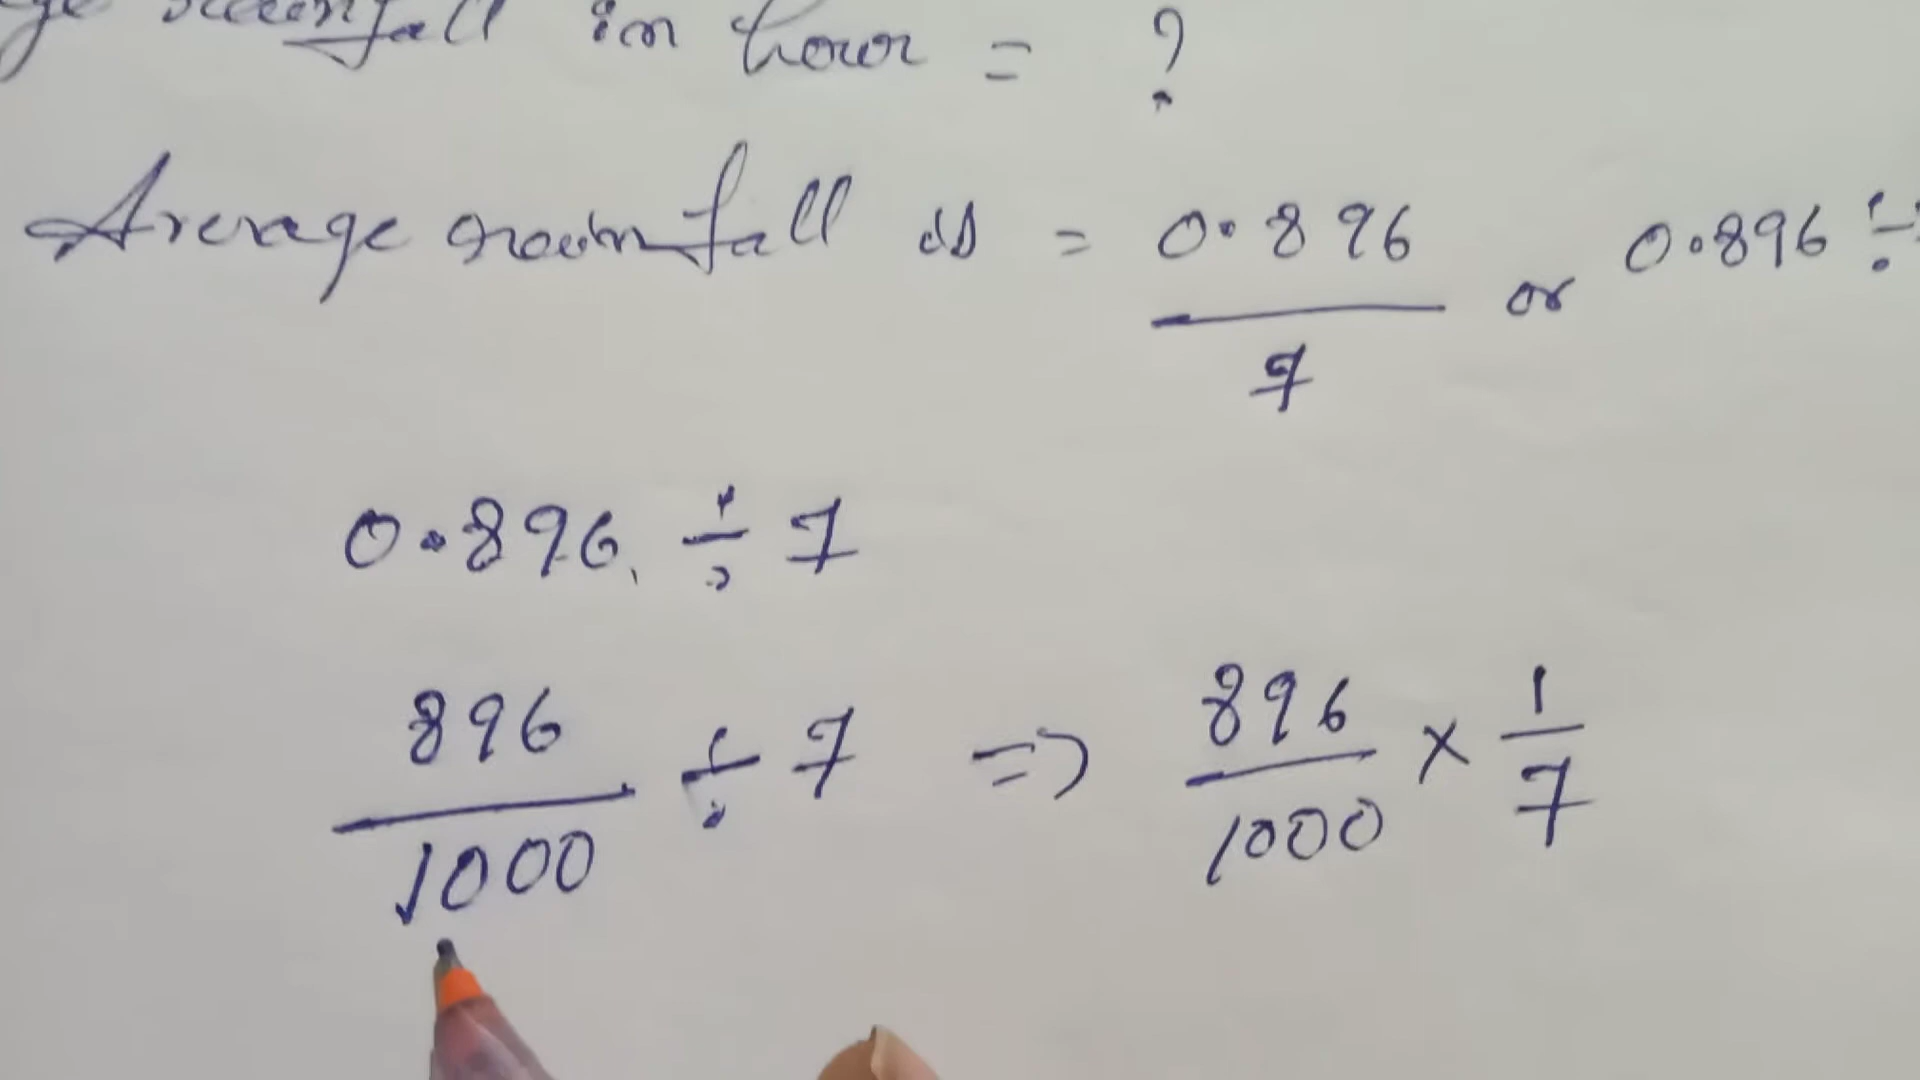 rainfall in hour = ?
Average rainfall is = 0.896 / 7 or 0.896 ÷
0.896 ÷ 7
896 / 1000 ÷ 7 => 896 / 1000 × 1 / 7